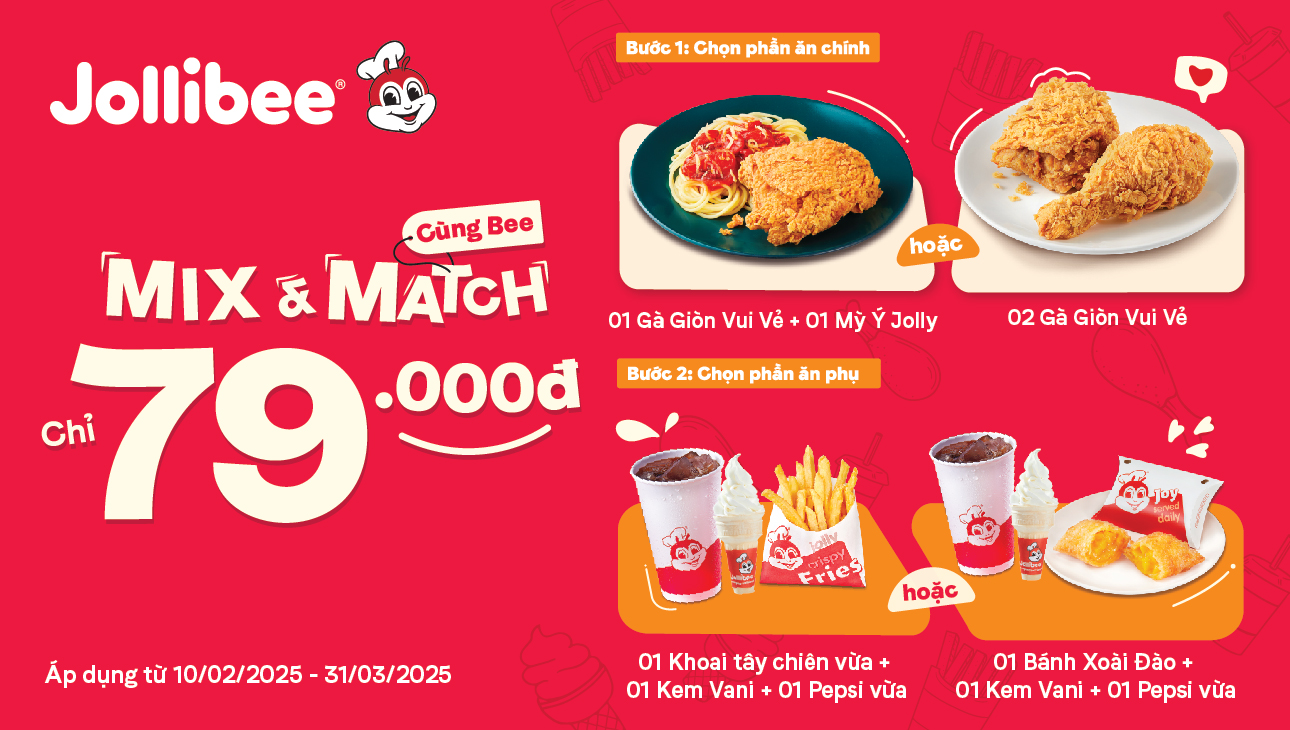 Jollibee®
Cùng Bee
MIX & MATCH
Chỉ 79.000đ
Áp dụng từ 10/02/2025 - 31/03/2025
Bước 1: Chọn phần ăn chính
hoặc
01 Gà Giòn Vui Vẻ + 01 Mỳ Ý Jolly
02 Gà Giòn Vui Vẻ
Bước 2: Chọn phần ăn phụ
Jollibee
jolly
crispy
Fries
hoặc
Joy
served
daily
Jollibee
01 Khoai tây chiên vừa +
01 Kem Vani + 01 Pepsi vừa
01 Bánh Xoài Đào +
01 Kem Vani + 01 Pepsi vừa